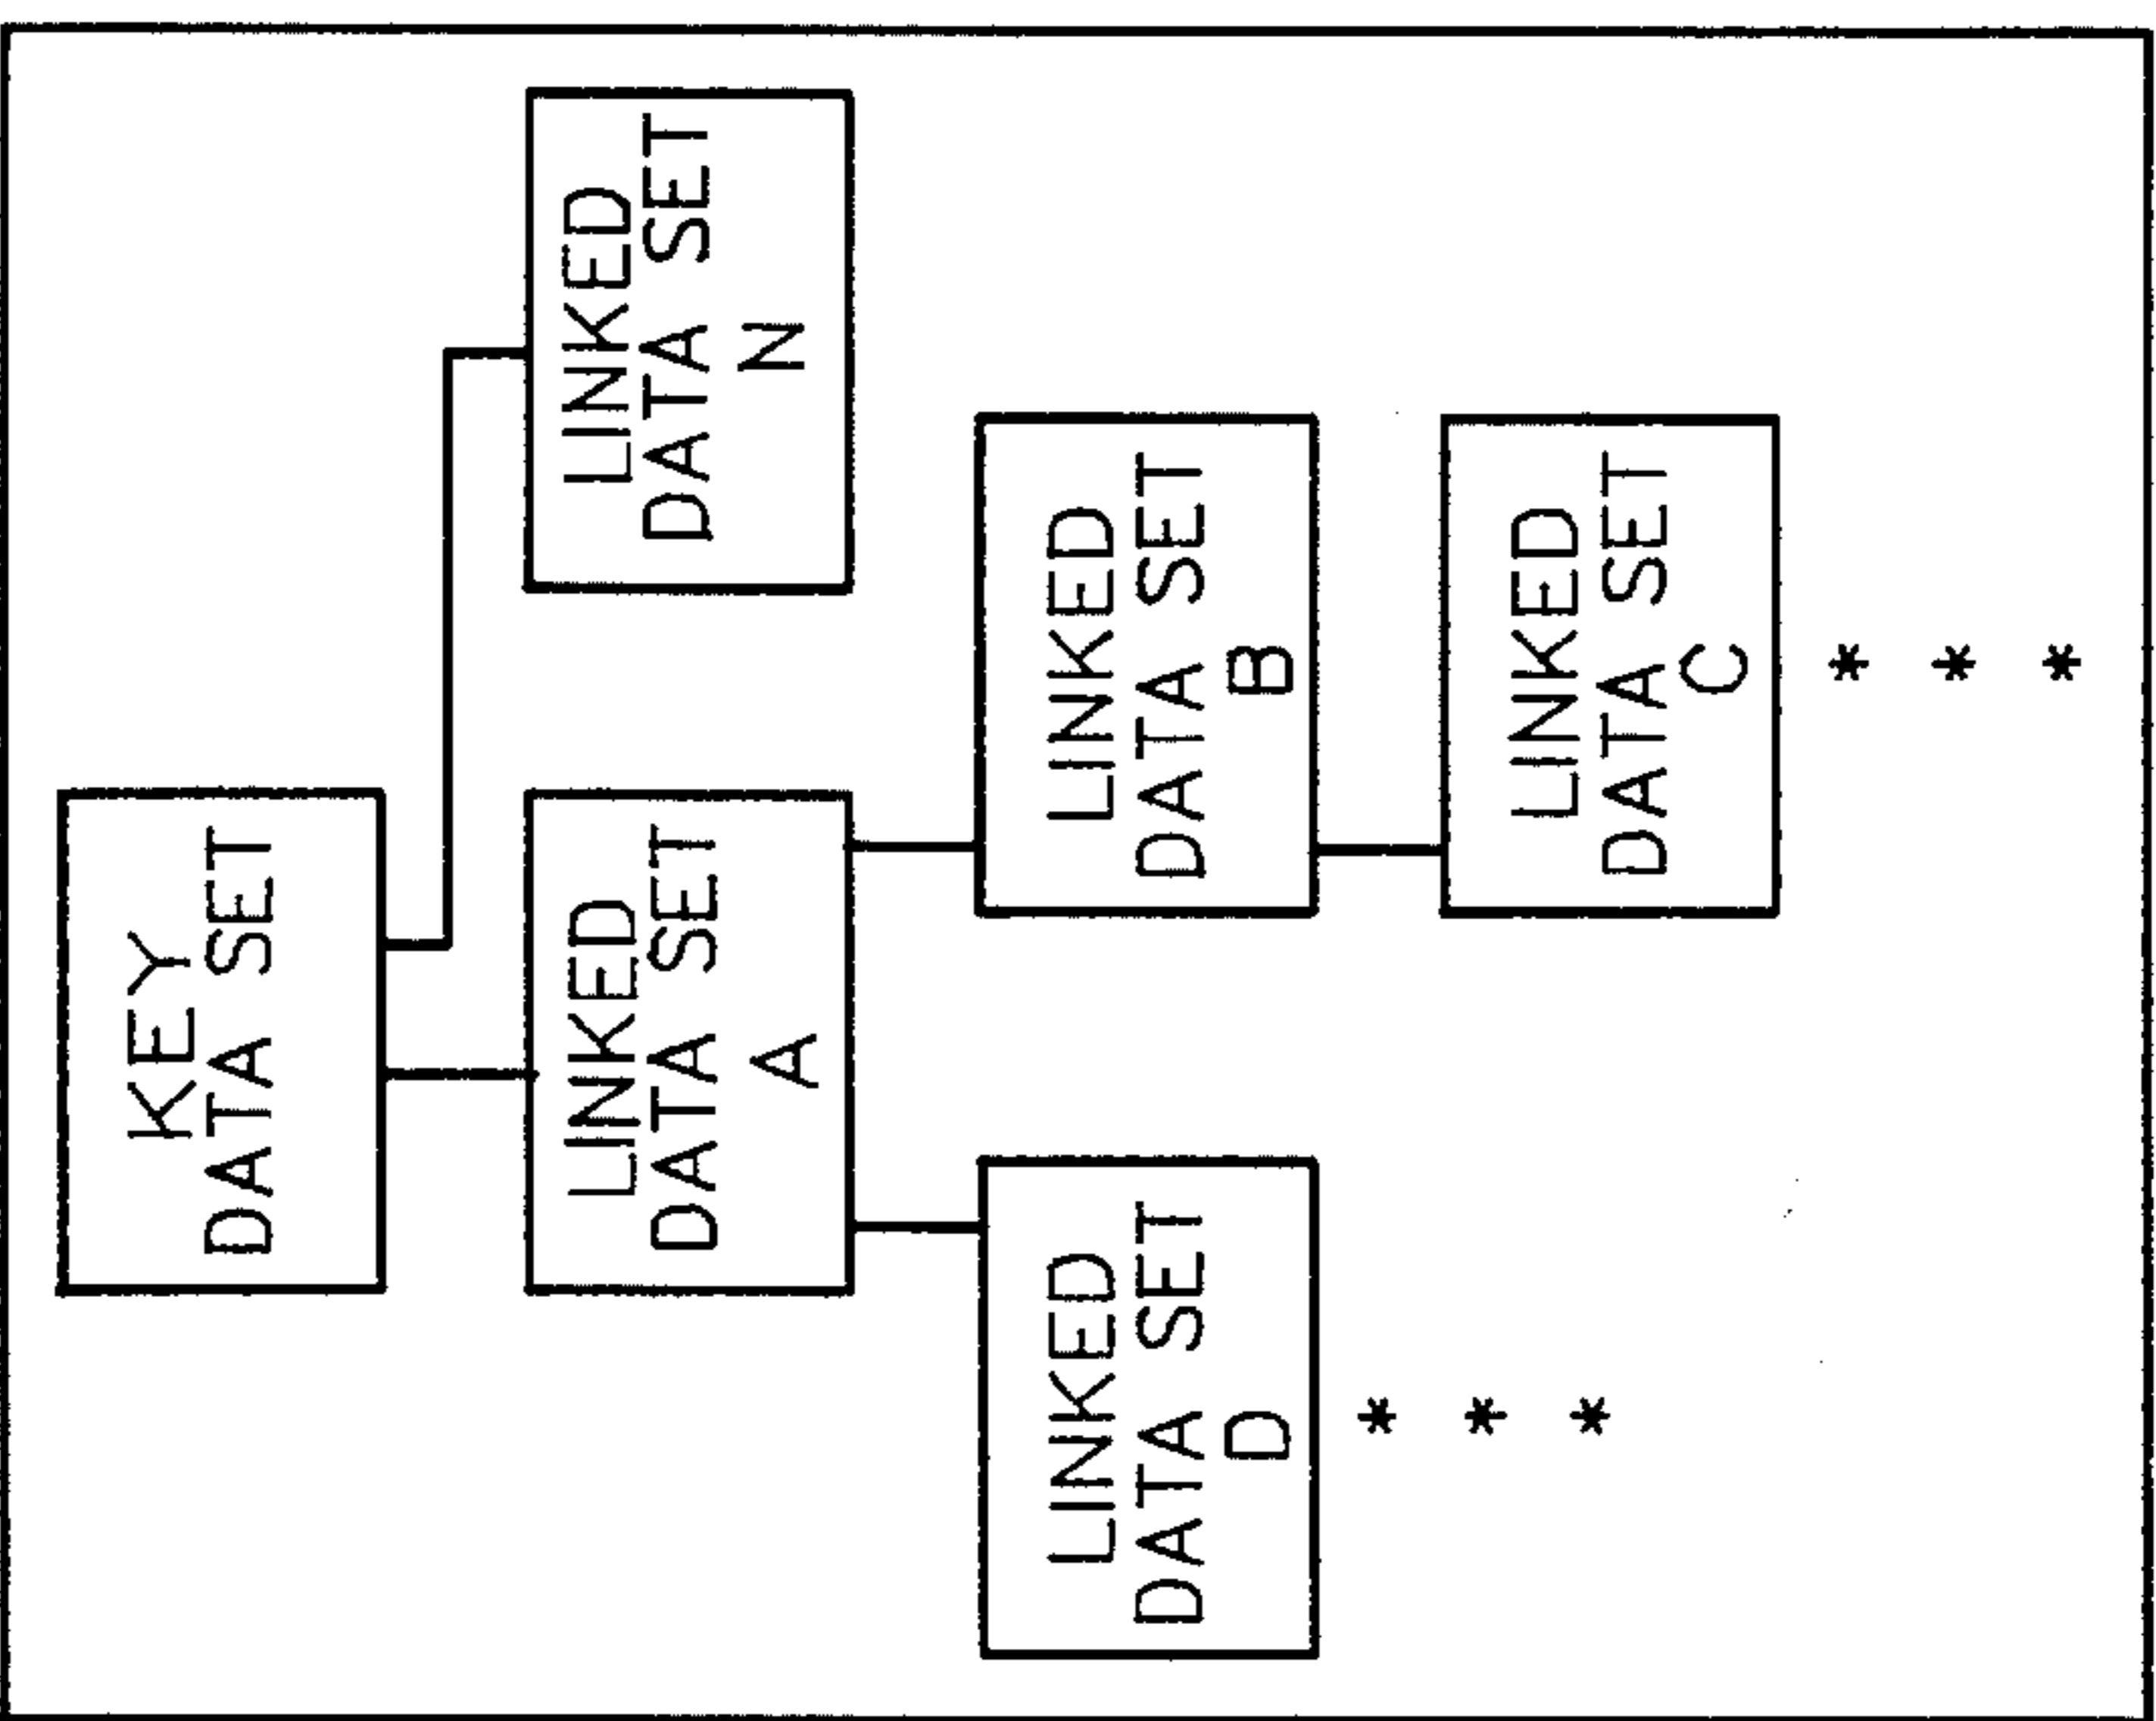 KEY
DATA SET
LINKED
DATA SET
A
LINKED
DATA SET
N
LINKED
DATA SET
D
*
*
*
LINKED
DATA SET
B
LINKED
DATA SET
C
*
*
*